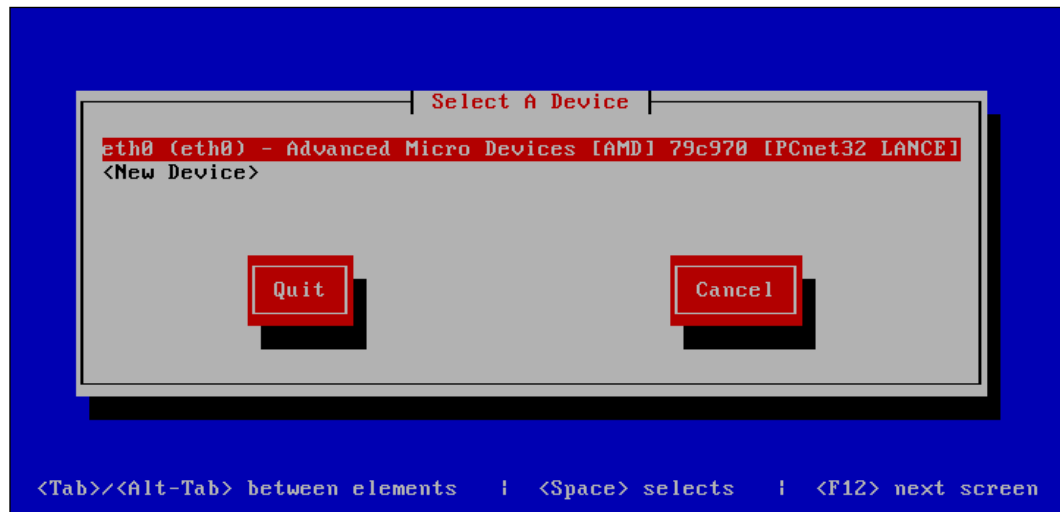 Select A Device
eth0 (eth0) - Advanced Micro Devices [AMD] 79c970 [PCnet32 LANCE]
<New Device>
Quit Cancel
<Tab>/<Alt-Tab> between elements | <Space> selects | <F12> next screen